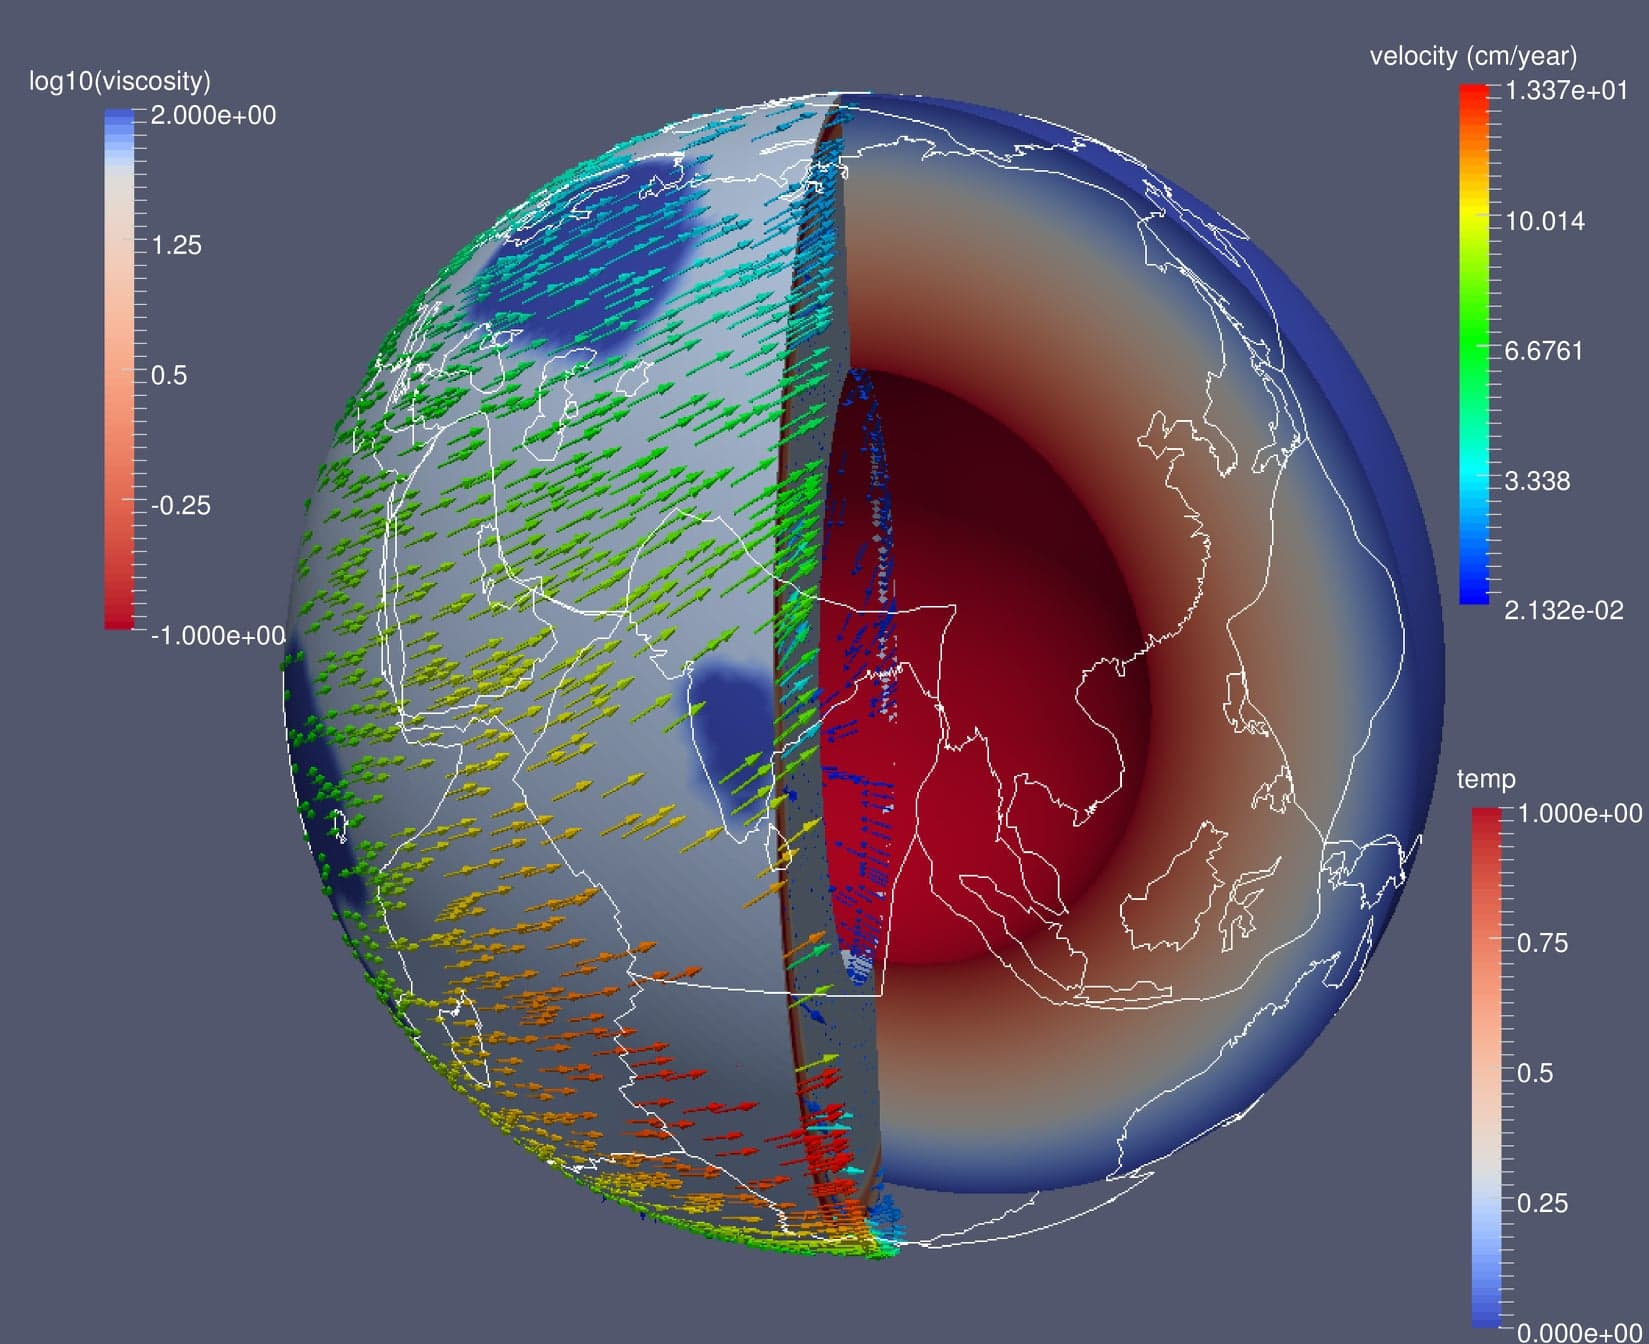 log10(viscosity)
2.000e+00
1.25
0.5
-0.25
-1.000e+00
velocity (cm/year)
1.337e+01
10.014
6.6761
3.338
2.132e-02
temp
1.000e+00
0.75
0.5
0.25
0.000e+00